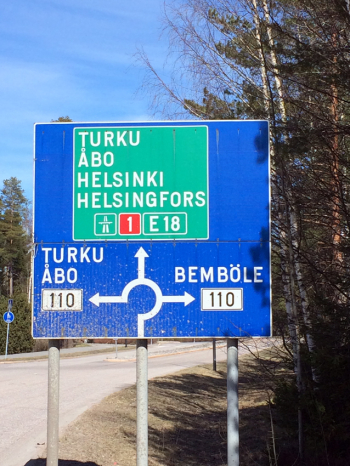 TURKU
ÅBO
HELSINKI
HELSINGFORS
1 E18
TURKU
ÅBO
BEMBÖLE
110
110